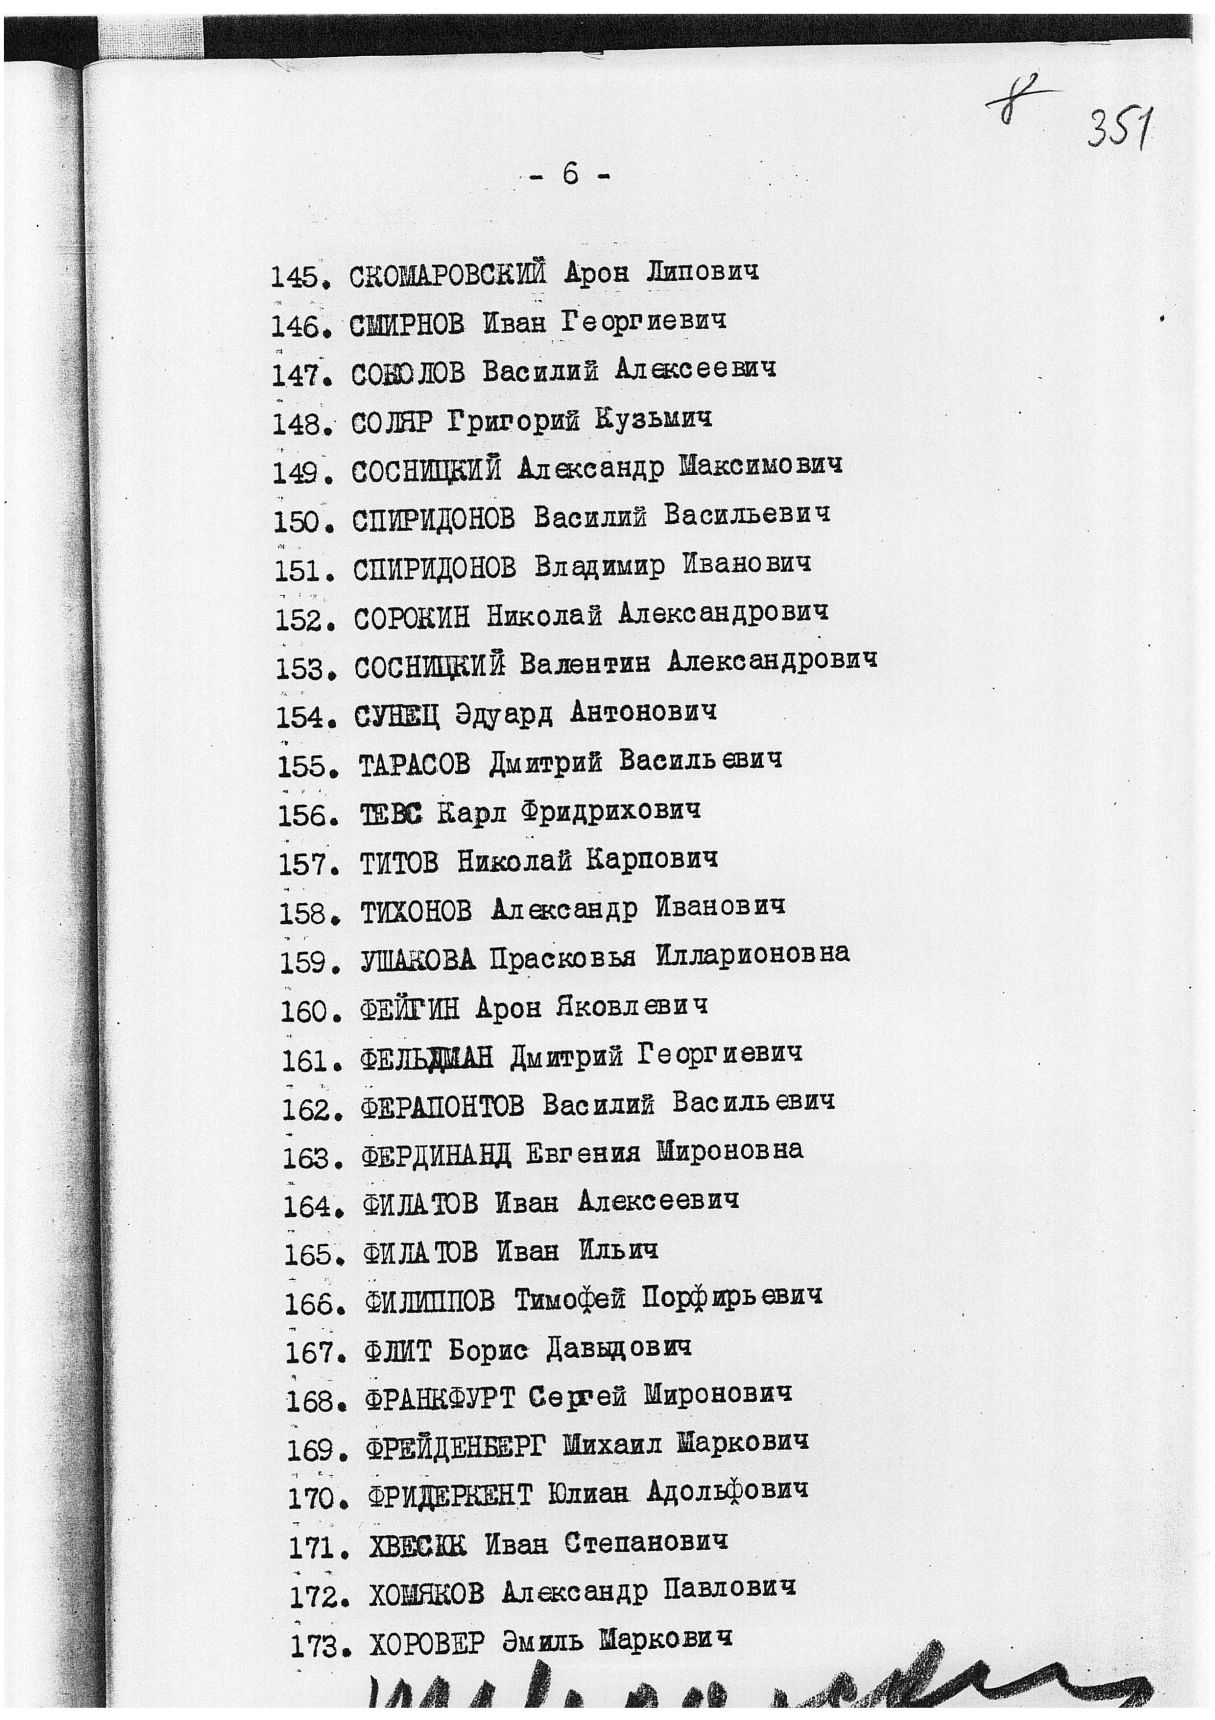 351
- 6 -
145. СКОМАРОВСКИЙ Арон Липович
146. СМИРНОВ Иван Георгиевич
147. СОКОЛОВ Василий Алексеевич
148. СОЛЯР Григорий Кузьмич
149. СОСНИЦКИЙ Александр Максимович
150. СПИРИДОНОВ Василий Васильевич
151. СПИРИДОНОВ Владимир Иванович
152. СОРОКИН Николай Александрович
153. СОСНИЦКИЙ Валентин Александрович
154. СУНЕЦ Эдуард Антонович
155. ТАРАСОВ Дмитрий Васильевич
156. ТЕВС Карл Фридрихович
157. ТИТОВ Николай Карпович
158. ТИХОНОВ Александр Иванович
159. УШАКОВА Прасковья Илларионовна
160. ФЕЙГИН Арон Яковлевич
161. ФЕЛЬДМАН Дмитрий Георгиевич
162. ФЕРАПОНТОВ Василий Васильевич
163. ФЕРДИНАНД Евгения Мироновна
164. ФИЛАТОВ Иван Алексеевич
165. ФИЛАТОВ Иван Ильич
166. ФИЛИППОВ Тимофей Порфирьевич
167. ФЛИТ Борис Давыдович
168. ФРАНКФУРТ Сергей Миронович
169. ФРЕЙДЕНБЕРГ Михаил Маркович
170. ФРИДЕРКЕНТ Юлиан Адольфович
171. ХВЕСЮК Иван Степанович
172. ХОМЯКОВ Александр Павлович
173. ХОРОВЕР Эмиль Маркович